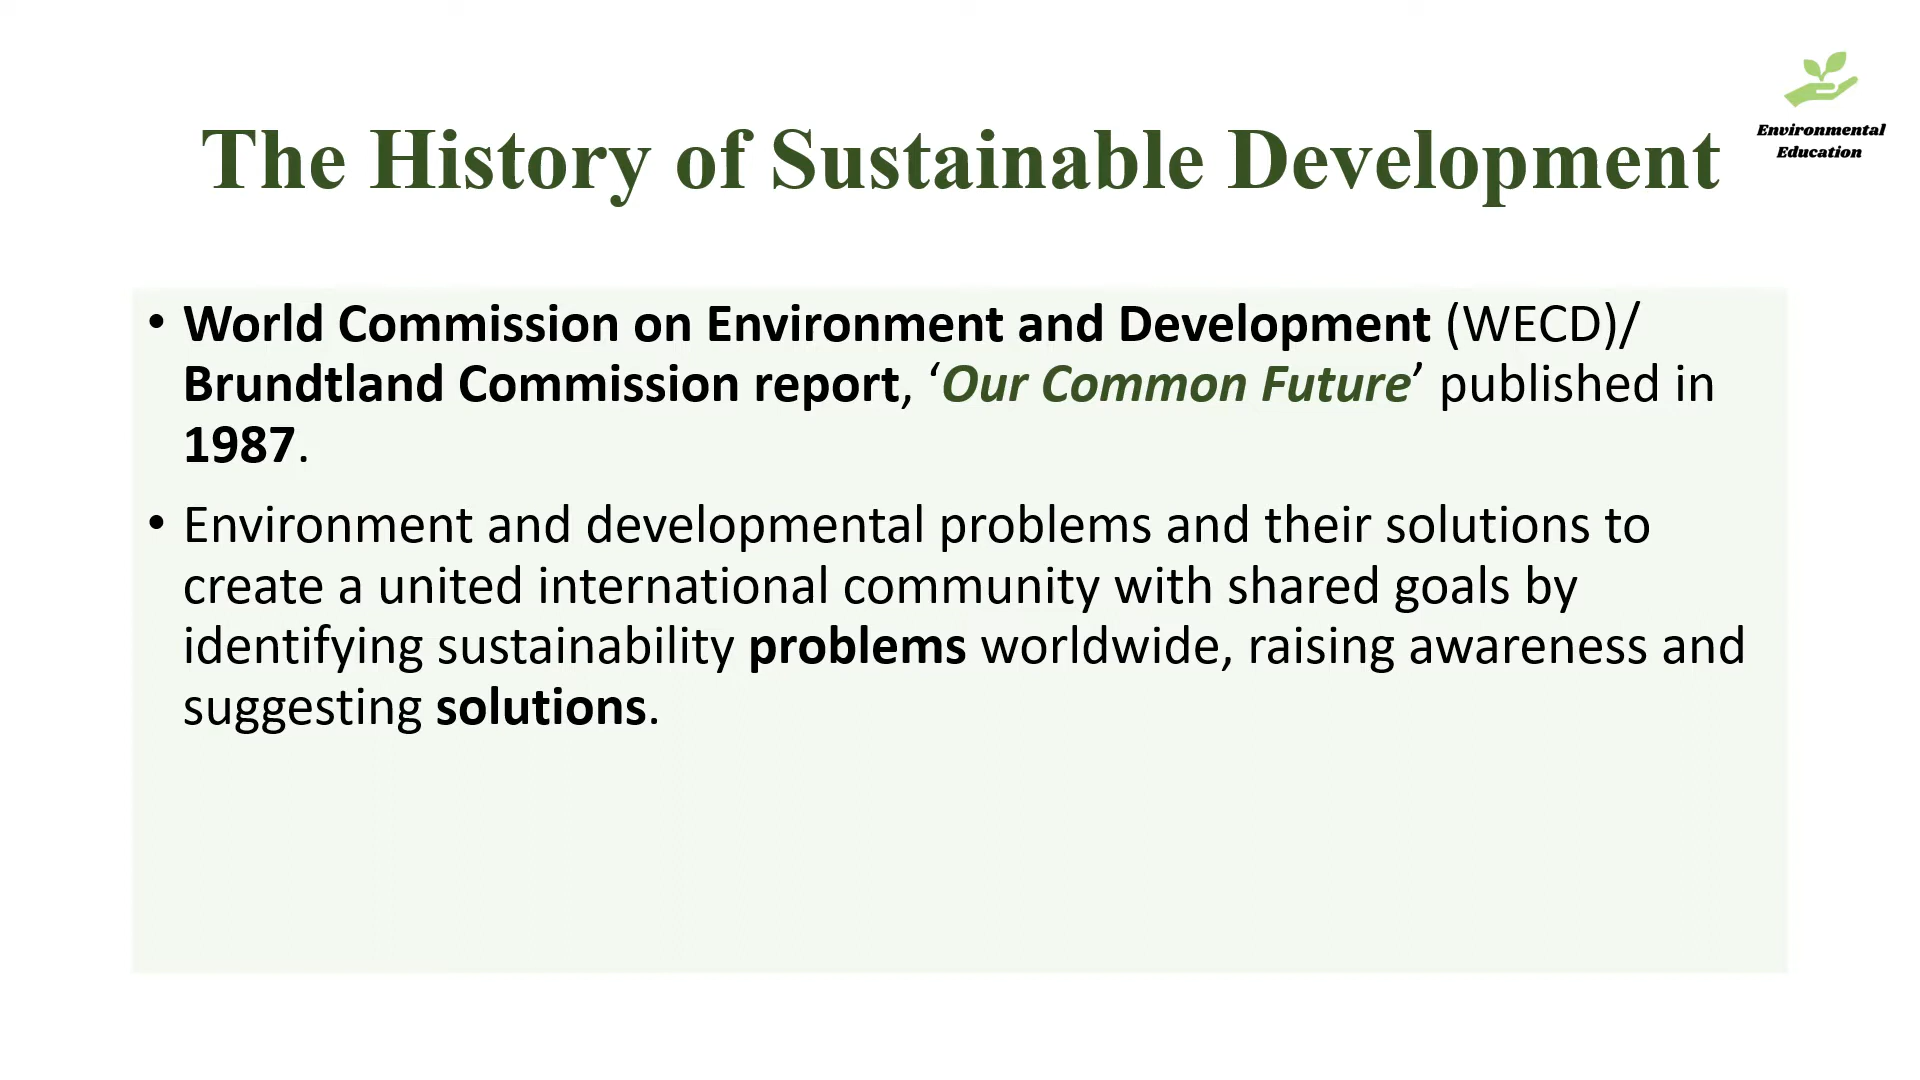 The History of Sustainable Development
Environmental
Education
• World Commission on Environment and Development (WECD)/
Brundtland Commission report, ‘Our Common Future’ published in
1987.
• Environment and developmental problems and their solutions to
create a united international community with shared goals by
identifying sustainability problems worldwide, raising awareness and
suggesting solutions.